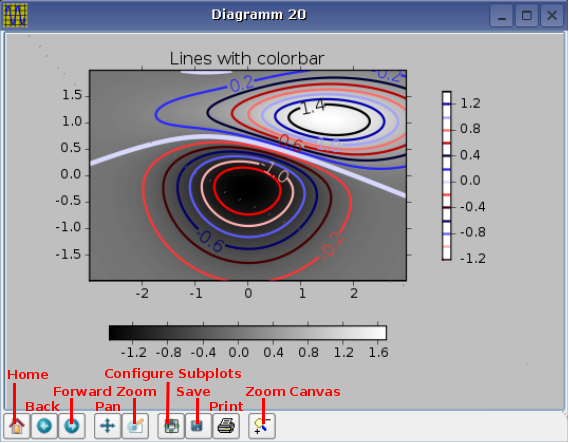 Diagramm 20
Lines with colorbar
0.2
-0.2
1.4
0.6
-1.0
-0.6
-0.2
1.5
1.0
0.5
0.0
-0.5
-1.0
-1.5
-2 -1 0 1 2
1.2
0.8
0.4
0.0
-0.4
-0.8
-1.2
-1.2 -0.8 -0.4 0.0 0.4 0.8 1.2 1.6
Configure Subplots
Home
Forward Zoom Save Zoom Canvas
Back Pan Print